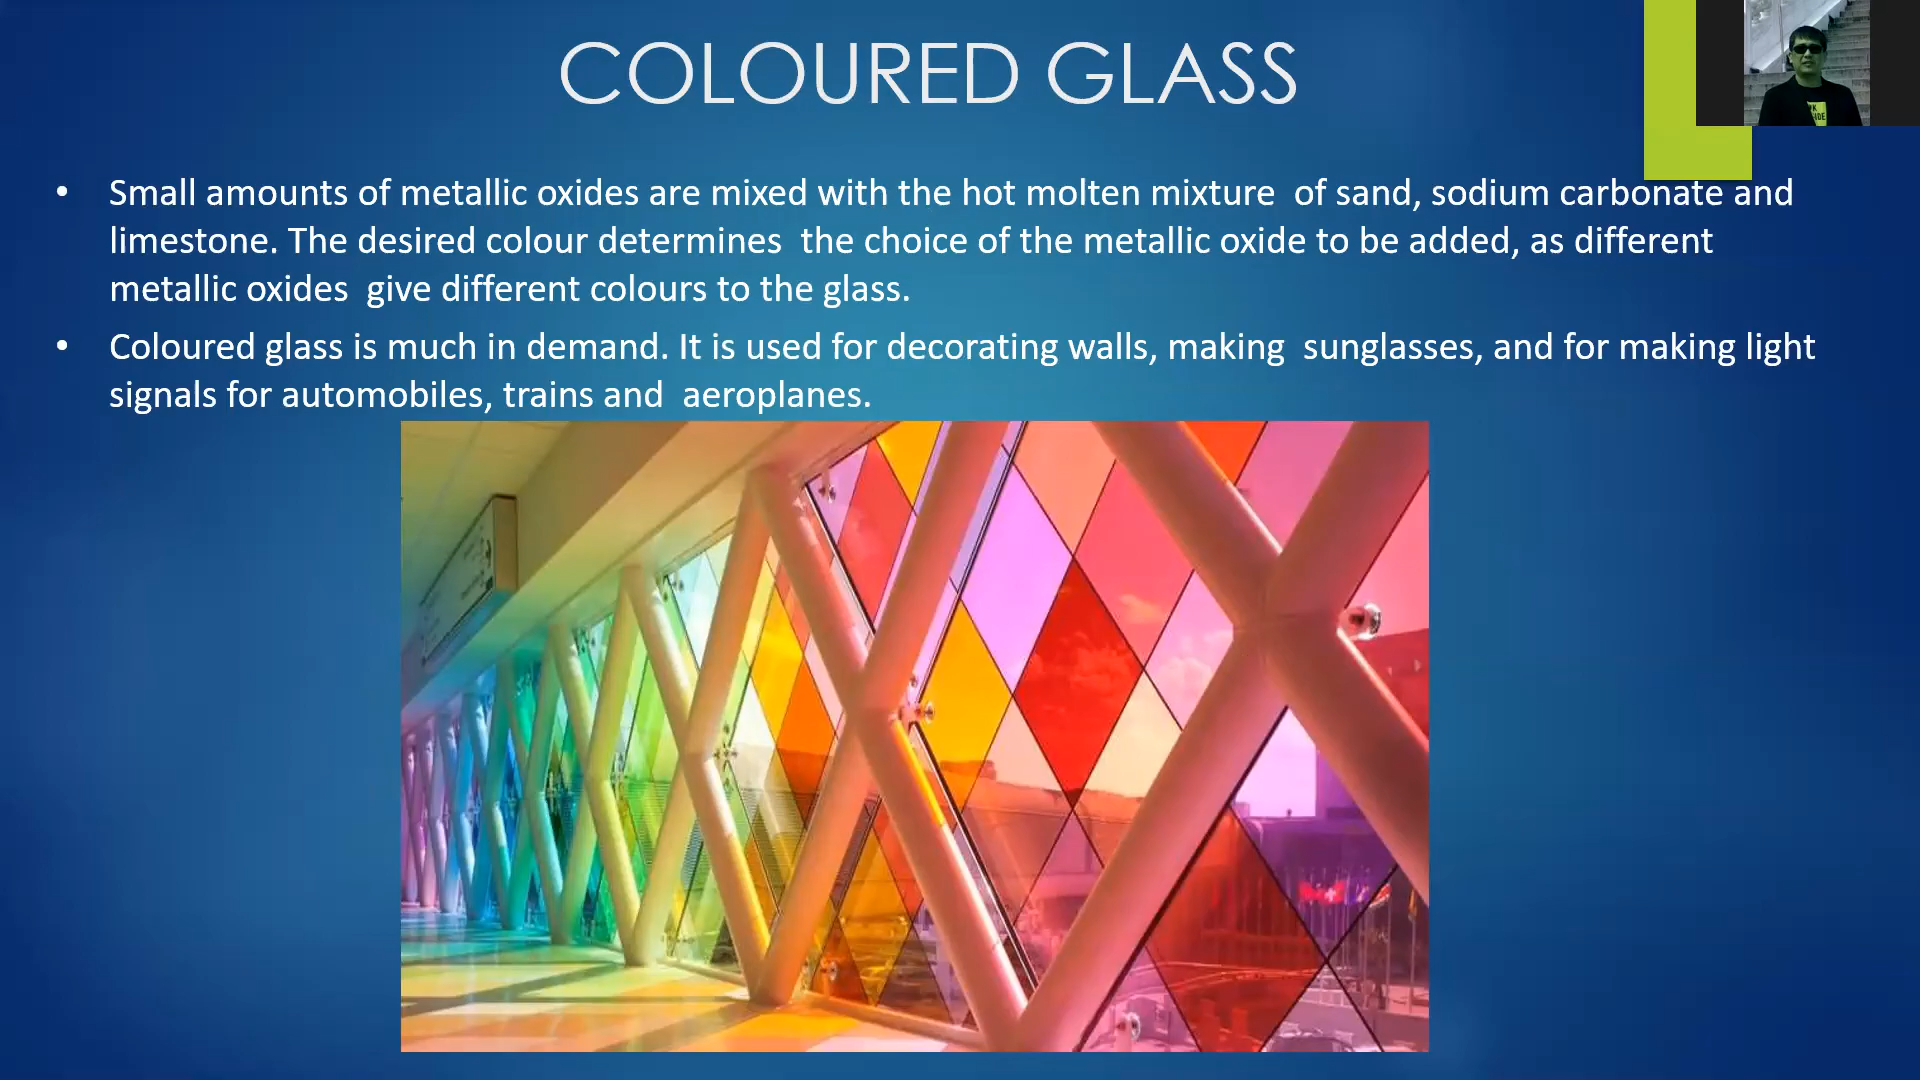 COLOURED GLASS
• Small amounts of metallic oxides are mixed with the hot molten mixture of sand, sodium carbonate and
limestone. The desired colour determines the choice of the metallic oxide to be added, as different
metallic oxides give different colours to the glass.
• Coloured glass is much in demand. It is used for decorating walls, making sunglasses, and for making light
signals for automobiles, trains and aeroplanes.